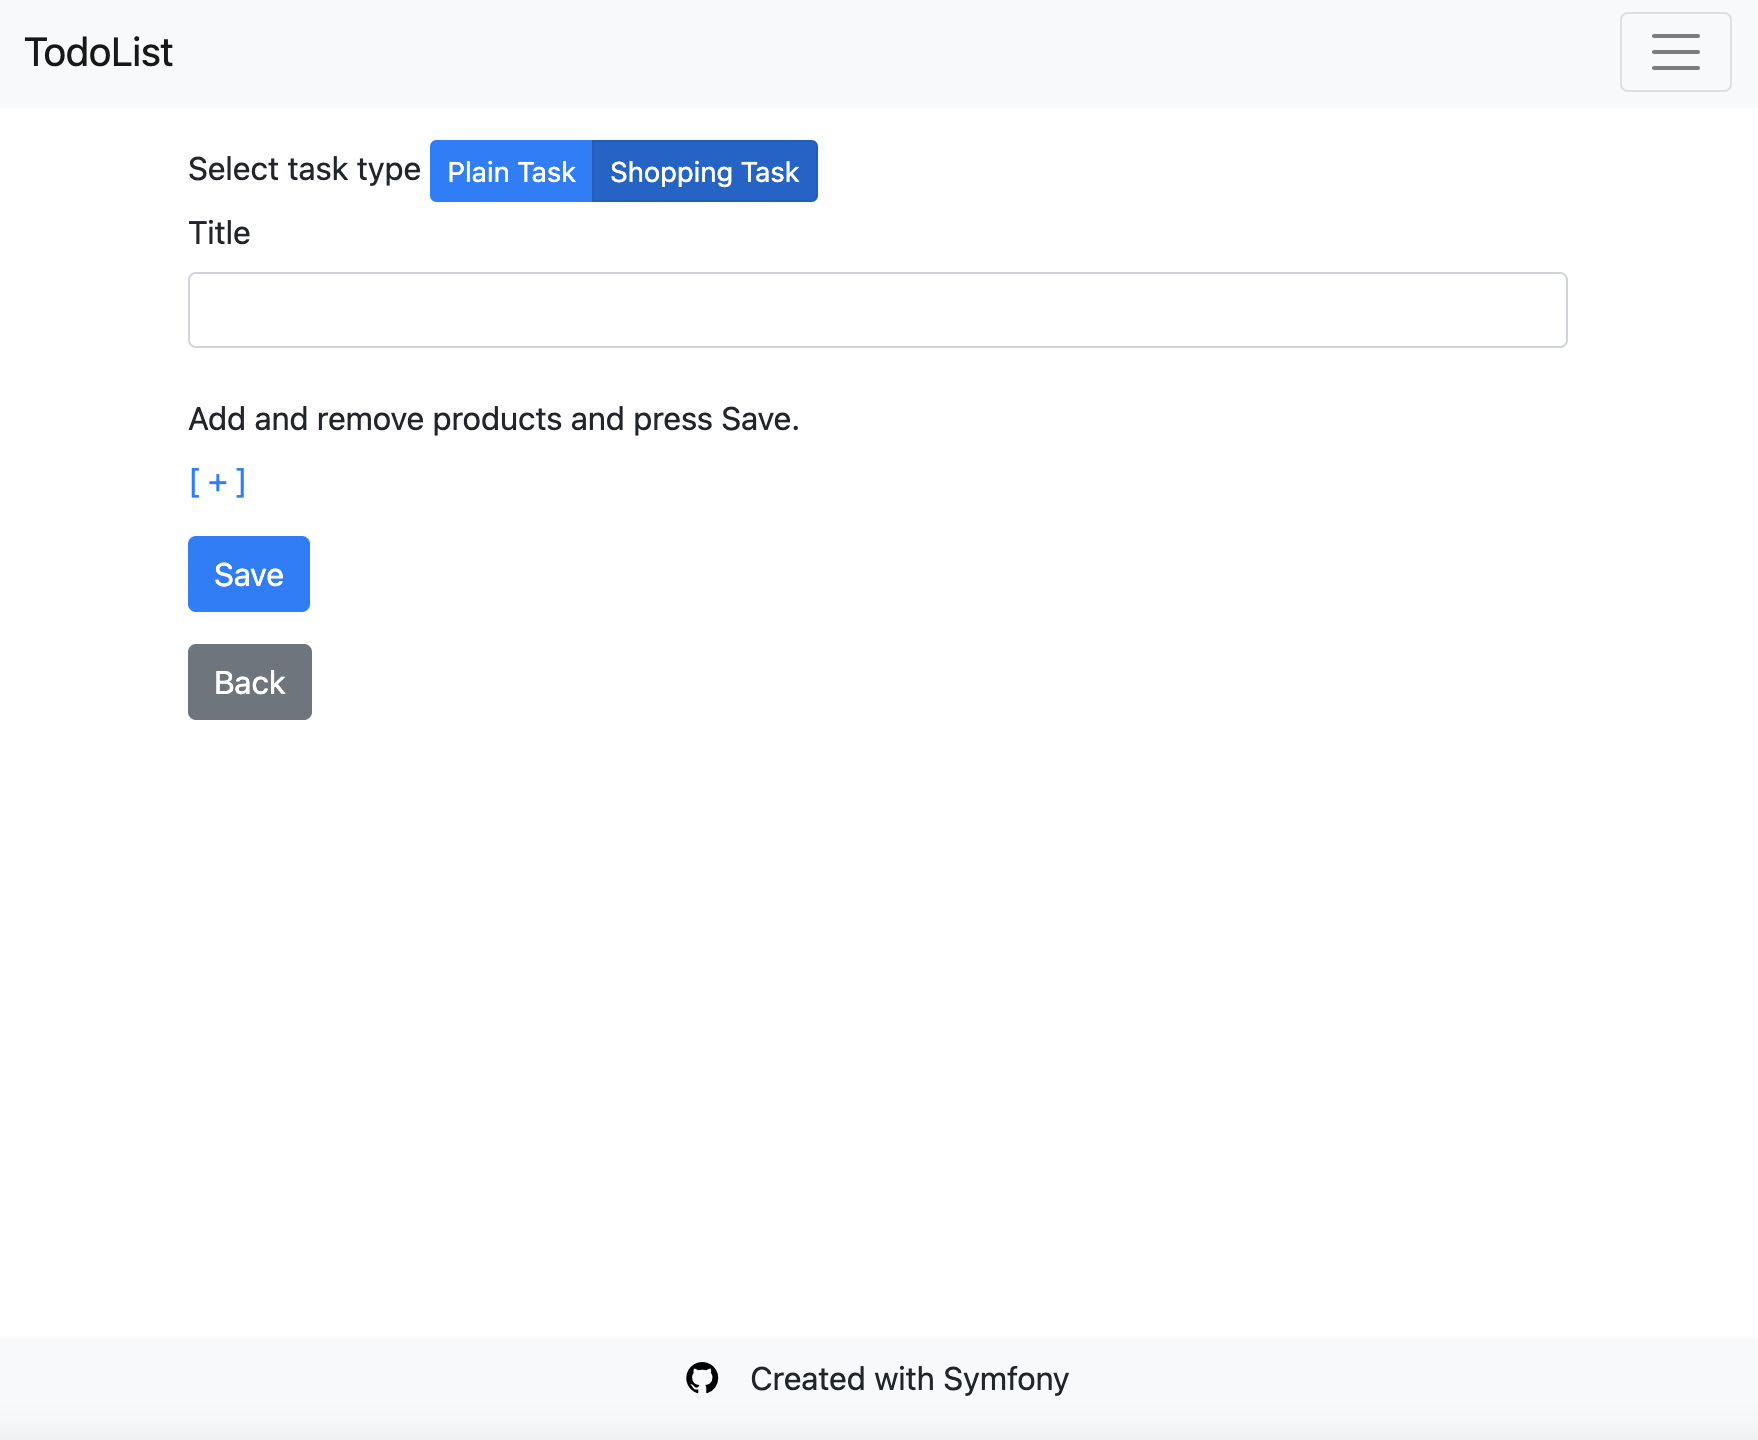 TodoList
Select task type Plain Task Shopping Task
Title
Add and remove products and press Save.
[ + ]
Save
Back
Created with Symfony